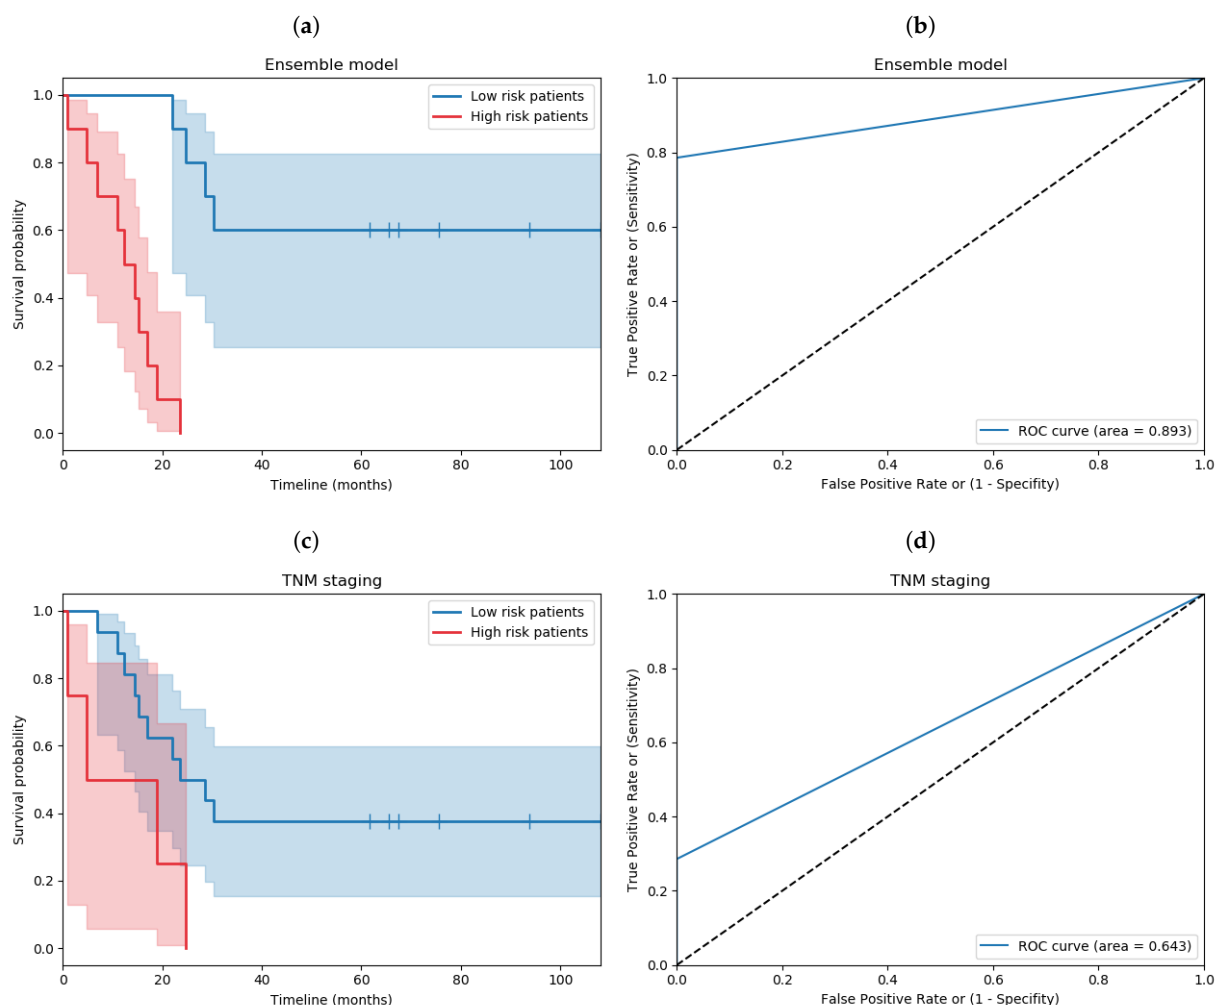 (a)
Ensemble model
Low risk patients
High risk patients
1.0
0.8
0.6
0.4
0.2
0.0
Survival probability
0
20
40
60
80
100
Timeline (months)
(b)
Ensemble model
1.0
0.8
0.6
0.4
0.2
0.0
True Positive Rate or (Sensitivity)
ROC curve (area = 0.893)
0.0
0.2
0.4
0.6
0.8
1.0
False Positive Rate or (1 - Specifity)
(c)
TNM staging
Low risk patients
High risk patients
1.0
0.8
0.6
0.4
0.2
0.0
Survival probability
0
20
40
60
80
100
Timeline (months)
(d)
TNM staging
1.0
0.8
0.6
0.4
0.2
0.0
True Positive Rate or (Sensitivity)
ROC curve (area = 0.643)
0.0
0.2
0.4
0.6
0.8
1.0
False Positive Rate or (1 - Specifity)